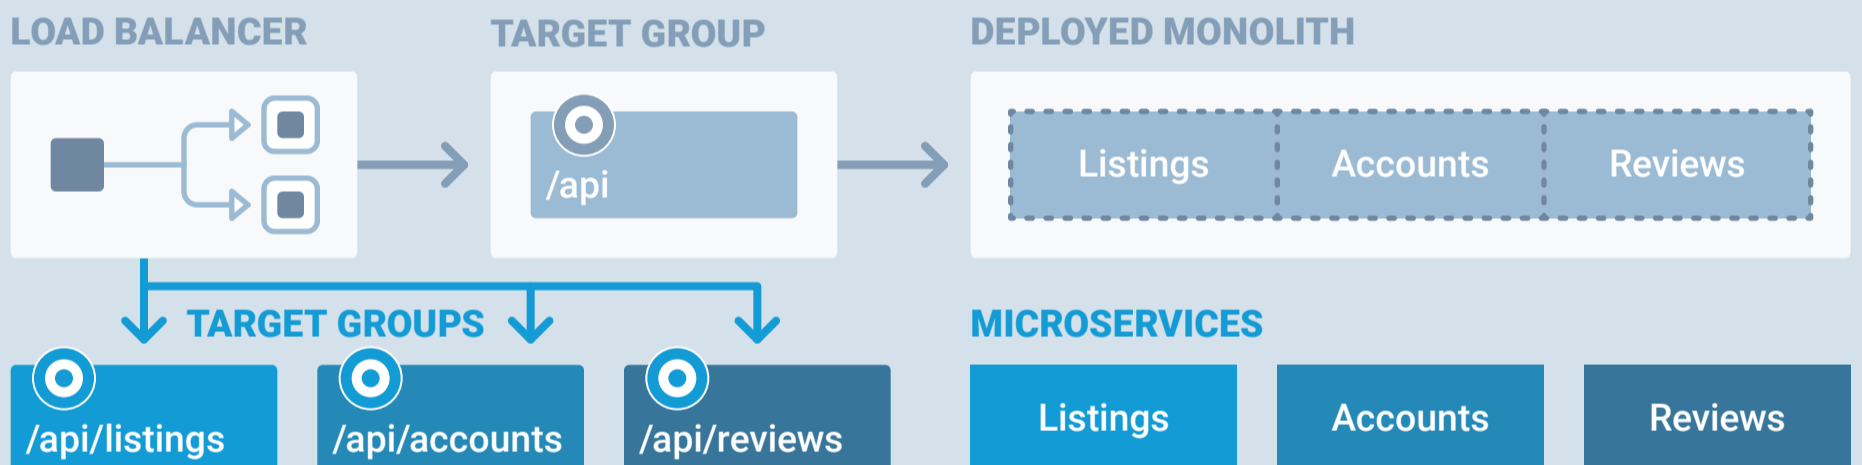 LOAD BALANCER
TARGET GROUP
DEPLOYED MONOLITH
/api
Listings
Accounts
Reviews
TARGET GROUPS
MICROSERVICES
/api/listings
/api/accounts
/api/reviews
Listings
Accounts
Reviews